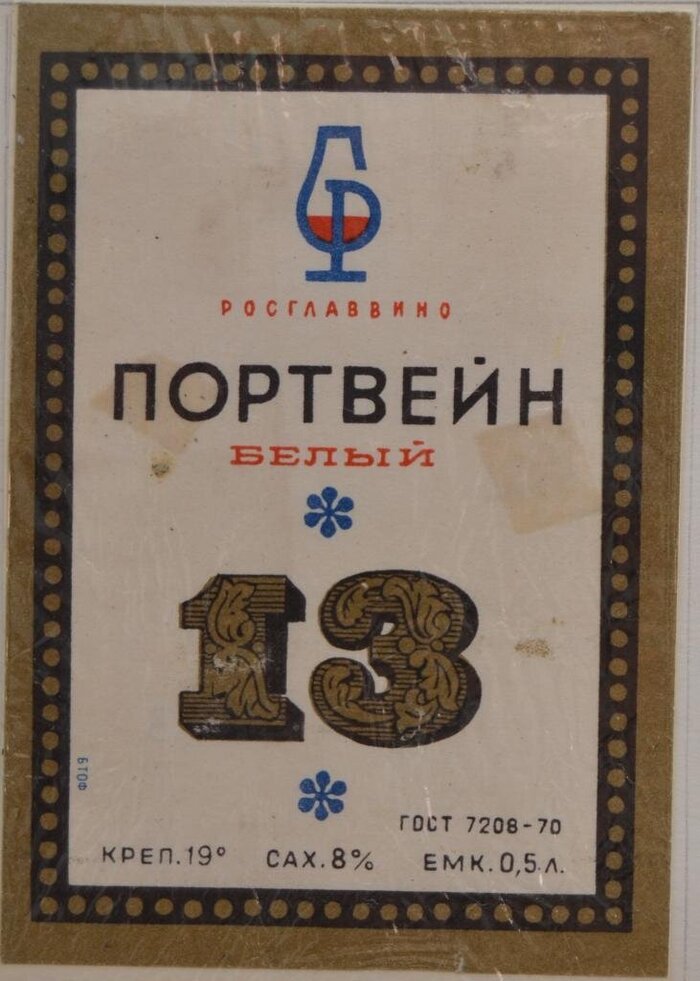 РОСГЛАВВИНО
ПОРТВЕЙН
БЕЛЫЙ
13
ГОСТ 7208-70
КРЕП.19° САХ.8% ЕМК.0,5.Л.